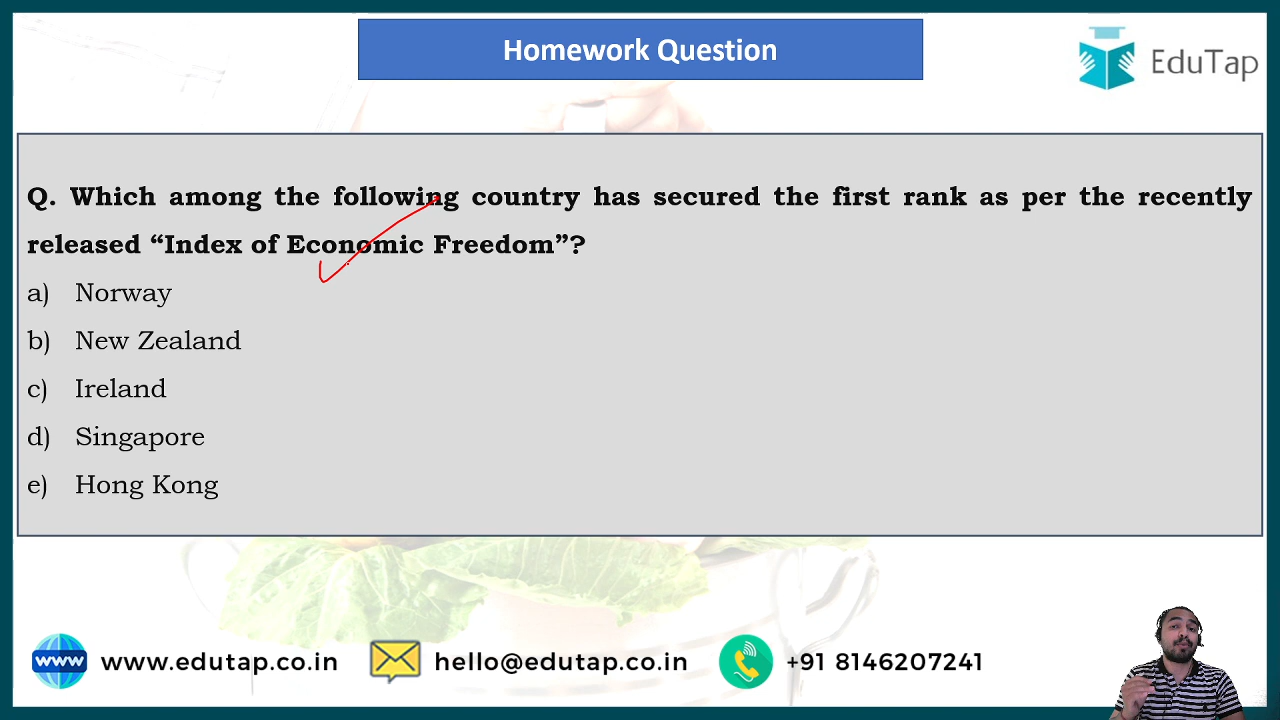 Homework Question
EduTap
Q. Which among the following country has secured the first rank as per the recently
released “Index of Economic Freedom”?
a) Norway
b) New Zealand
c) Ireland
d) Singapore
e) Hong Kong
www www.edutap.co.in hello@edutap.co.in +91 8146207241